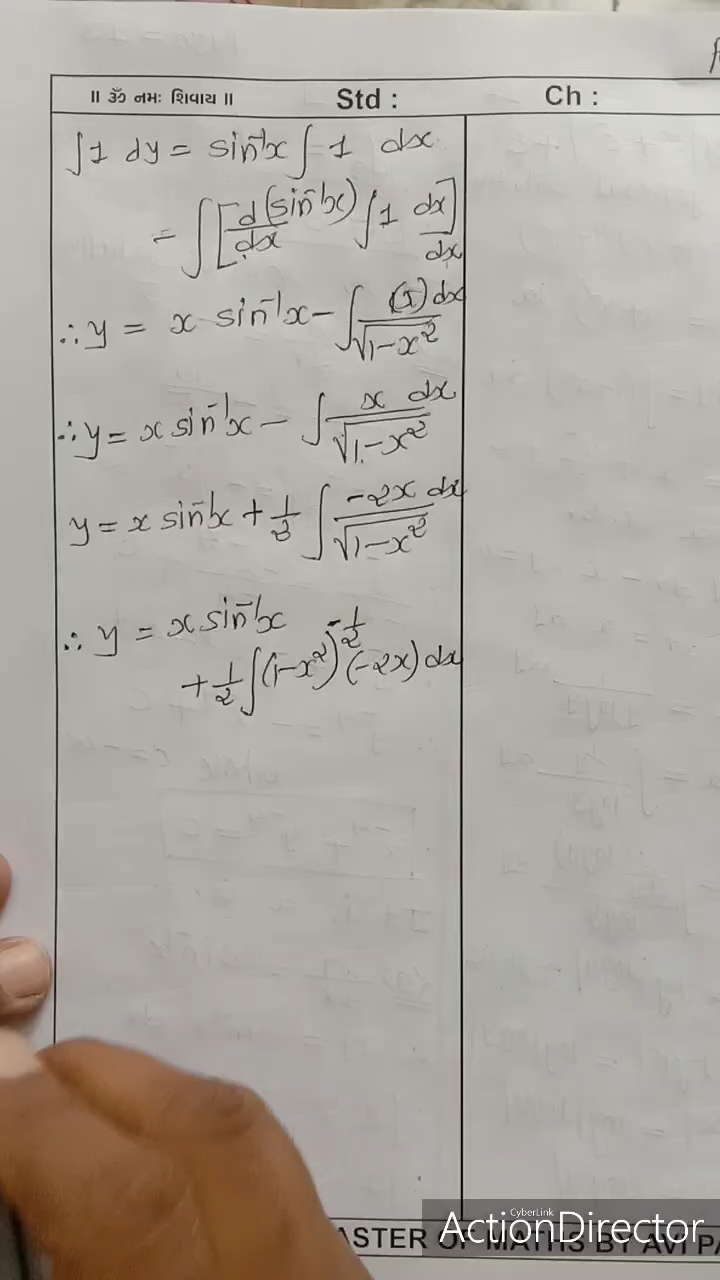 ॥ ૐ નમઃ શિવાય ॥ Std : Ch :
∫1 dy = sin⁻¹x ∫ 1 dx
= ∫[d(sin⁻¹x)/dx ∫1 dx/dx]
∴ y = x sin⁻¹x − ∫ (x)dx/√1−x²
∴ y = x sin⁻¹x − ∫ x dx/√1−x²
y = x sin⁻¹x + 1/2 ∫ −2x dx/√1−x²
∴ y = x sin⁻¹x
+ 1/2 ∫(1−x²)^-1/2 (−2x) dx
CyberLink
ActionDirector
ASTER OF MATHS BY AVI PA